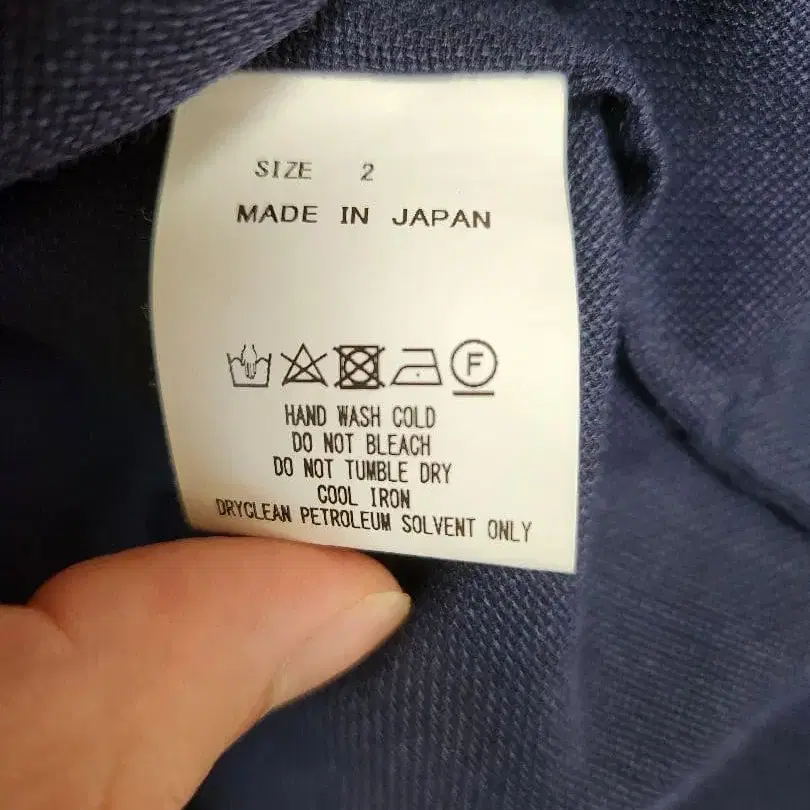 SIZE 2
MADE IN JAPAN
F
HAND WASH COLD
DO NOT BLEACH
DO NOT TUMBLE DRY
COOL IRON
DRYCLEAN PETROLEUM SOLVENT ONLY